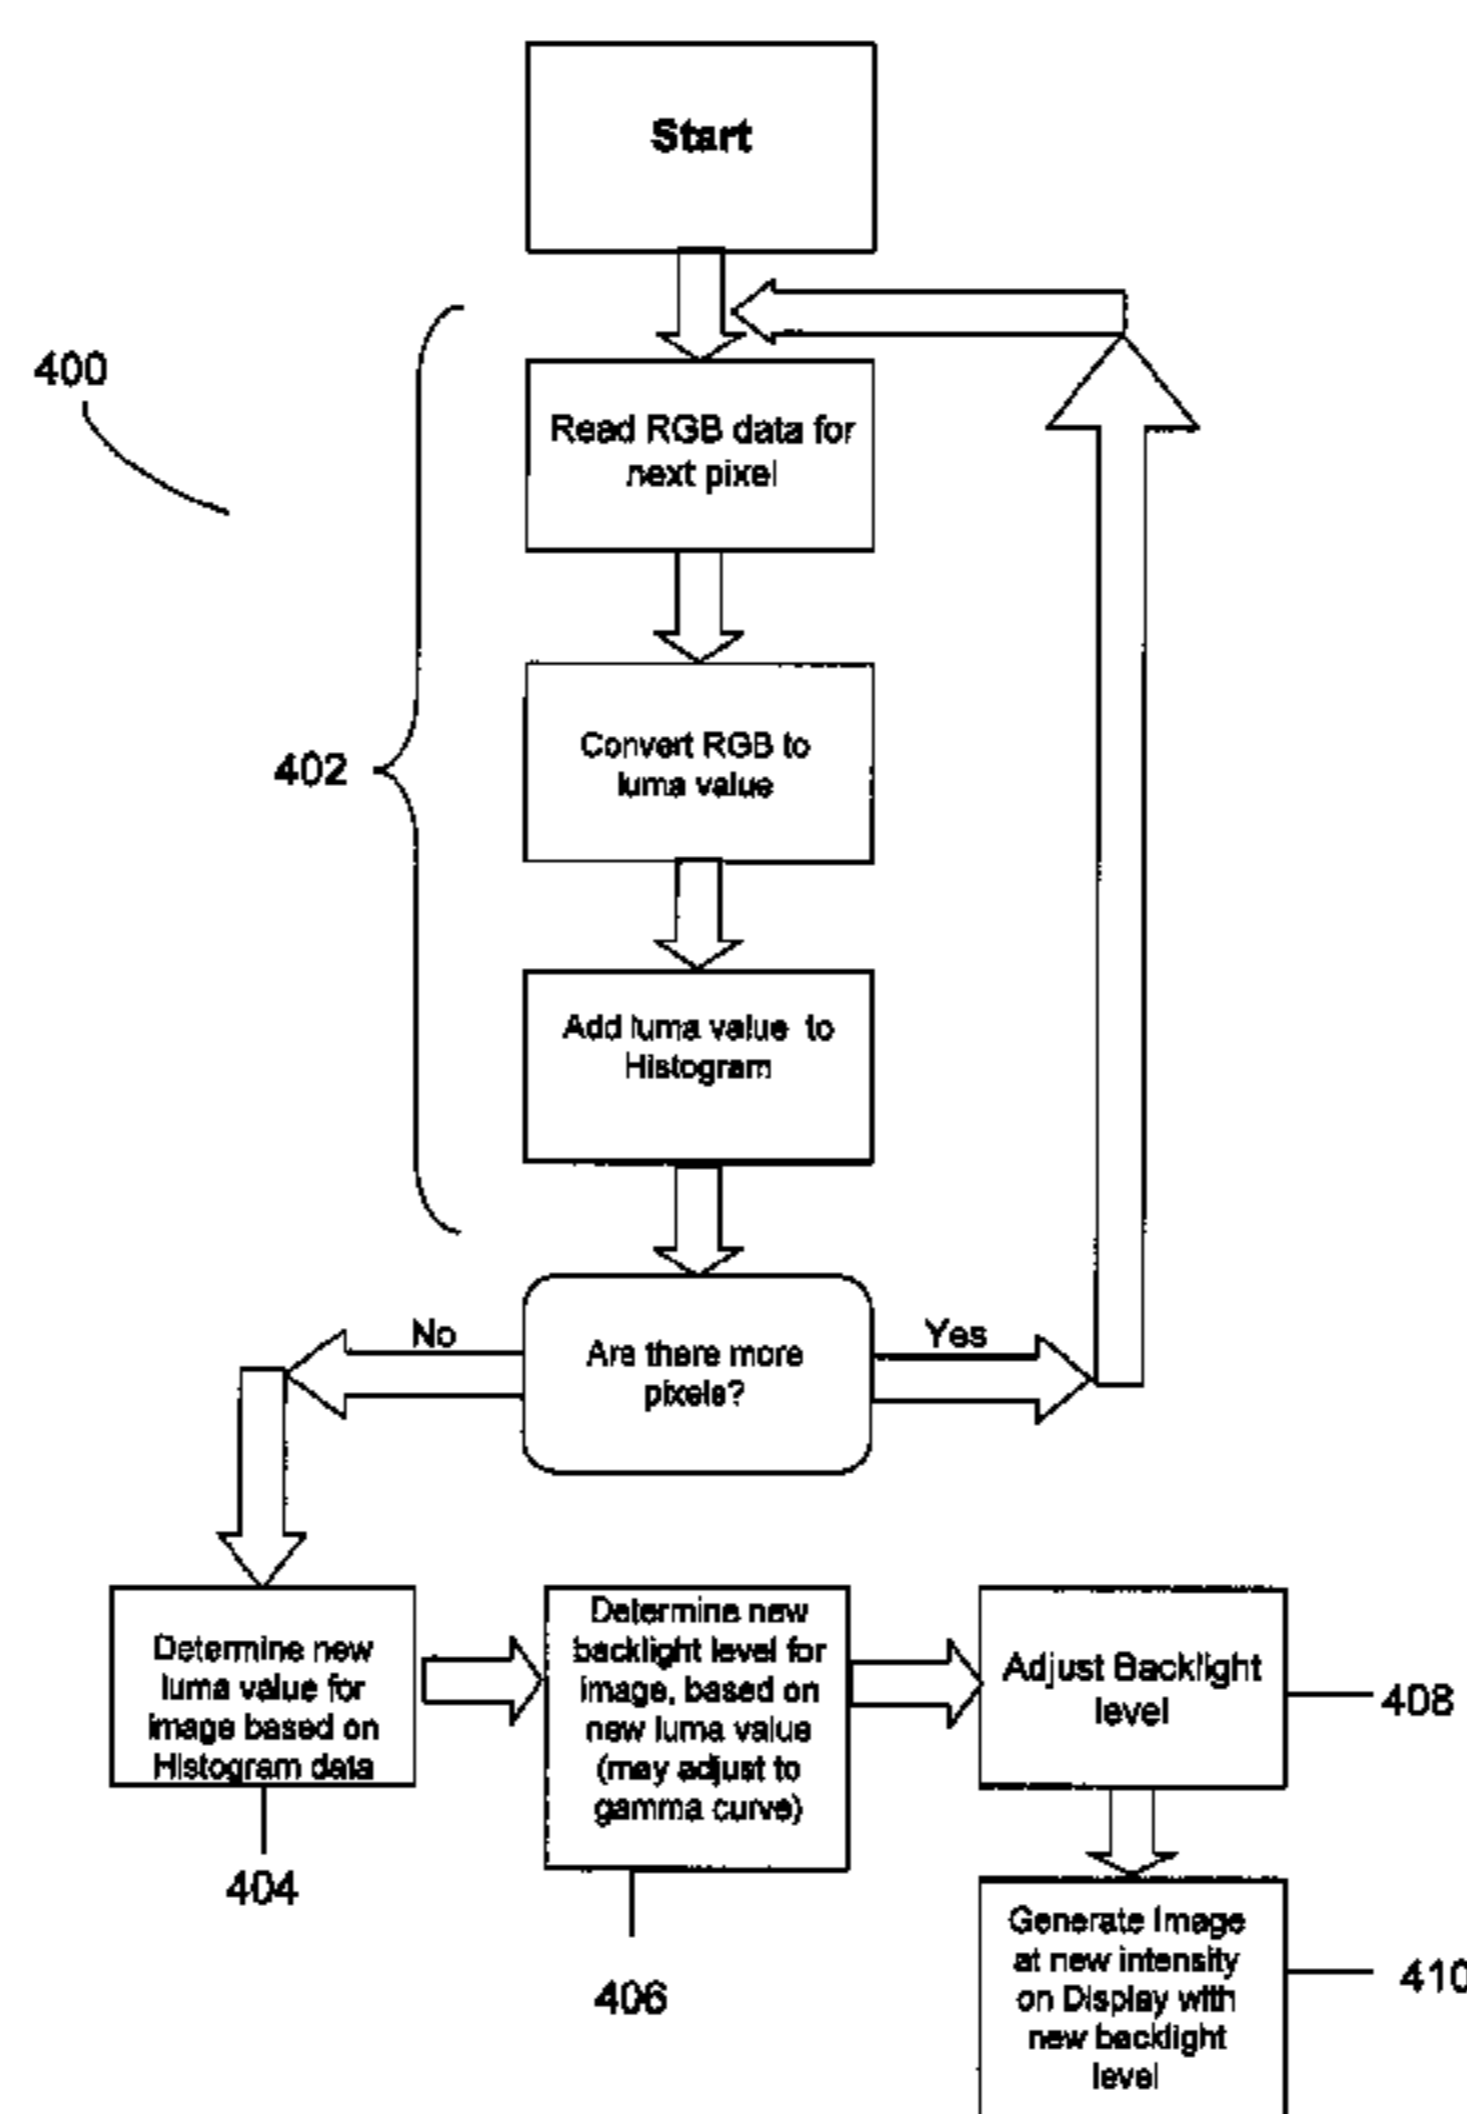 Start
400
Read RGB data for
next pixel
402
Convert RGB to
luma value
Add luma value to
Histogram
No
Are there more
pixels?
Yes
Determine new
luma value for
image based on
Histogram data
404
Determine new
backlight level for
image, based on
new luma value
(may adjust to
gamma curve)
406
Adjust Backlight
level
408
Generate Image
at new intensity
on Display with
new backlight
level
410